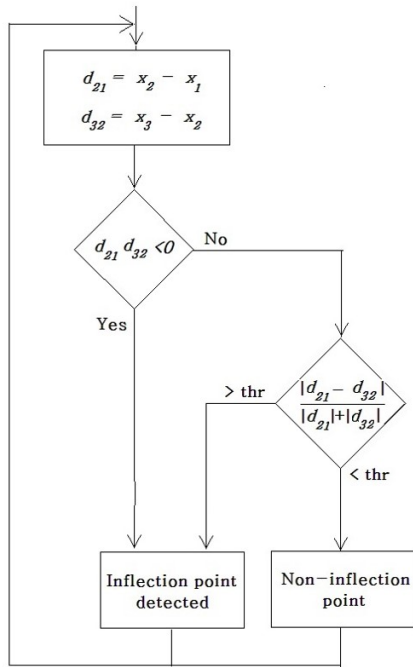 d21 = x2 − x1
d32 = x3 − x2
d21 d32 <0
No
Yes
|d21 − d32|
|d21|+|d32|
> thr
< thr
Inflection point
detected
Non−inflection
point